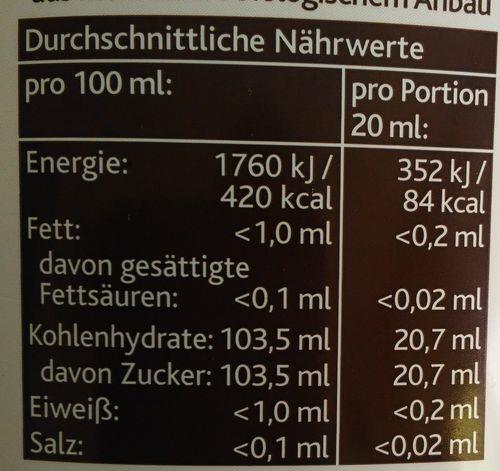 biologischem Anbau
Durchschnittliche Nährwerte
pro 100 ml: pro Portion
20 ml:
Energie: 1760 kJ / 352 kJ /
420 kcal 84 kcal
Fett: <1,0 ml <0,2 ml
davon gesättigte
Fettsäuren: <0,1 ml <0,02 ml
Kohlenhydrate: 103,5 ml 20,7 ml
davon Zucker: 103,5 ml 20,7 ml
Eiweiß: <1,0 ml <0,2 ml
Salz: <0,1 ml <0,02 ml